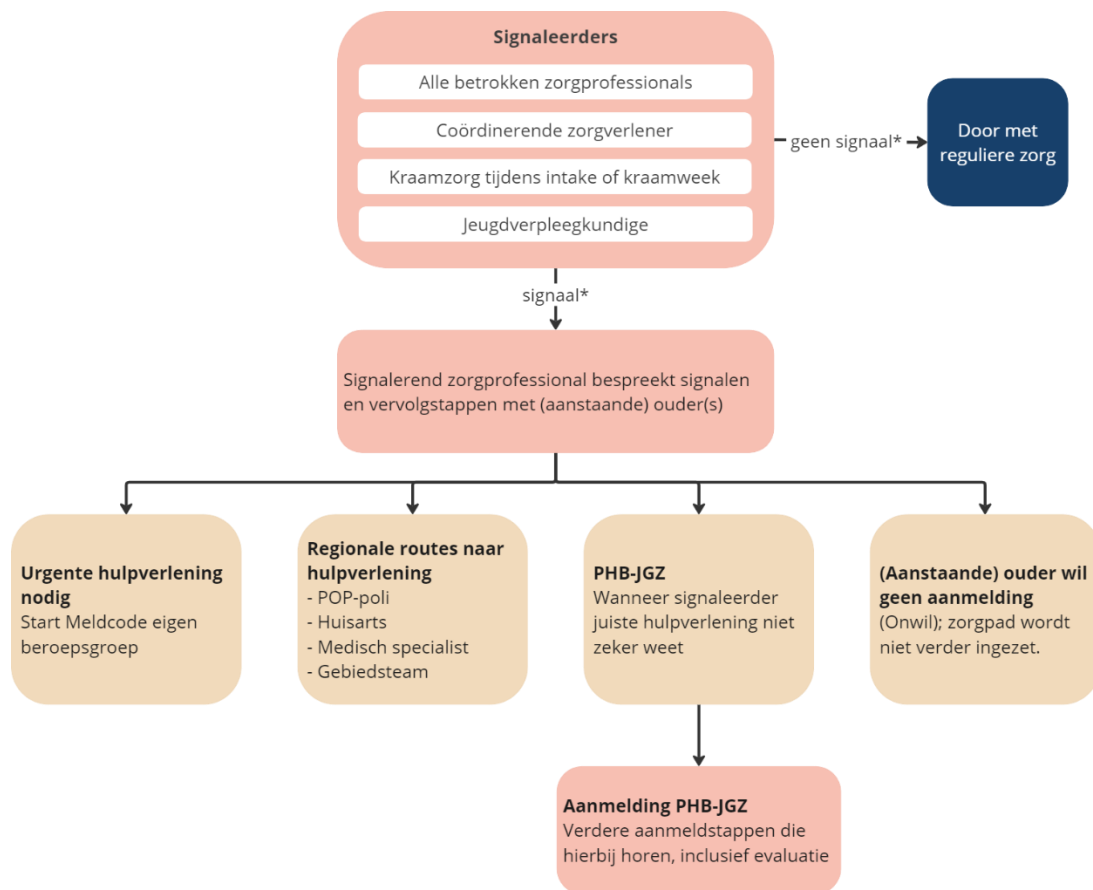 Signaleerders
Alle betrokken zorgprofessionals
Coördinerende zorgverlener
Kraamzorg tijdens intake of kraamweek
Jeugdverpleegkundige
geen signaal*
Door met
reguliere zorg
signaal*
Signalerend zorgprofessional bespreekt signalen
en vervolgstappen met (aanstaande) ouder(s)
Urgente hulpverlening
nodig
Start Meldcode eigen
beroepsgroep
Regionale routes naar
hulpverlening
- POP-poli
- Huisarts
- Medisch specialist
- Gebiedsteam
PHB-JGZ
Wanneer signaleerder
juiste hulpverlening niet
zeker weet
(Aanstaande) ouder wil
geen aanmelding
(Onwil); zorgpad wordt
niet verder ingezet.
Aanmelding PHB-JGZ
Verdere aanmeldstappen die
hierbij horen, inclusief evaluatie